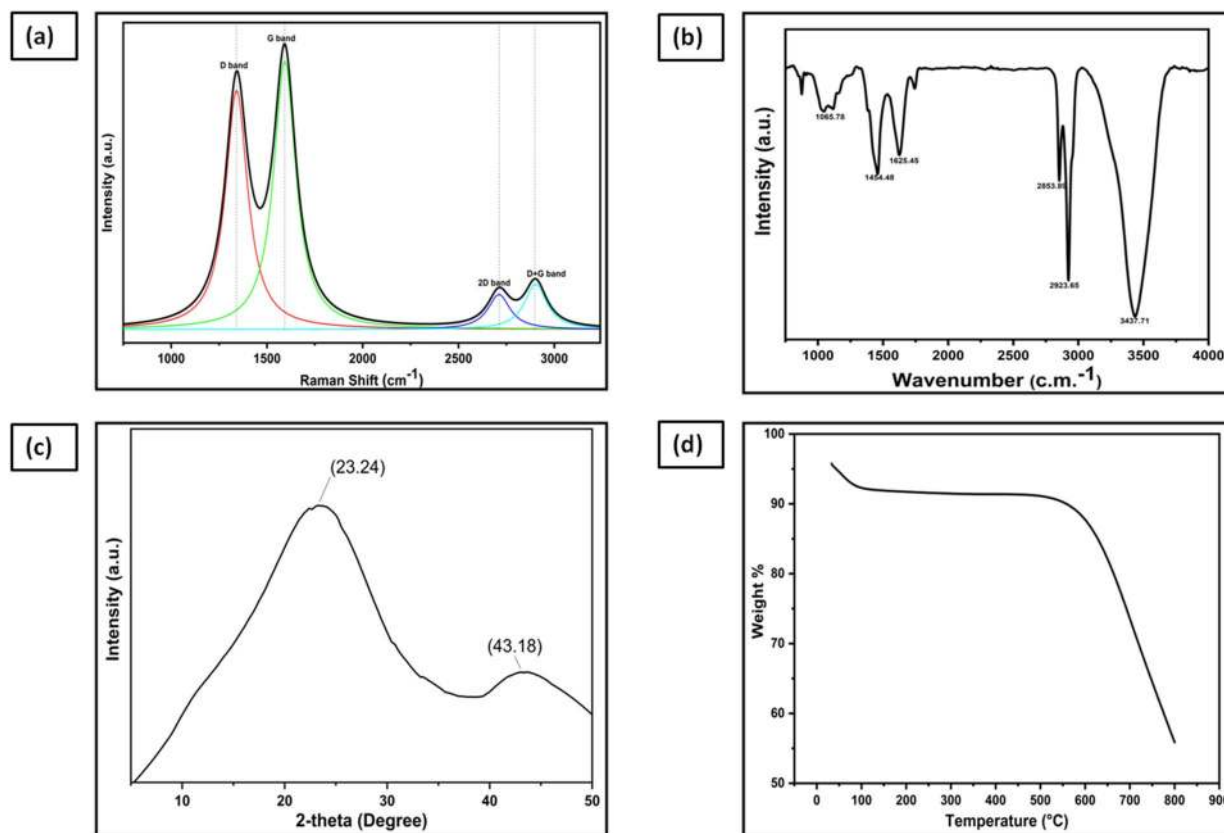 (a)
D band
G band
2D band
D+G band
Intensity (a.u.)
1000 1500 2000 2500 3000
Raman Shift (cm-1)
(b)
1065.78
1454.48
1625.45
2853.85
2923.65
3437.71
Intensity (a.u.)
1000 1500 2000 2500 3000 3500 4000
Wavenumber (c.m.-1)
(c)
(23.24)
(43.18)
Intensity (a.u.)
10 20 30 40 50
2-theta (Degree)
(d)
100
90
80
70
60
50
Weight %
0 100 200 300 400 500 600 700 800 900
Temperature (°C)